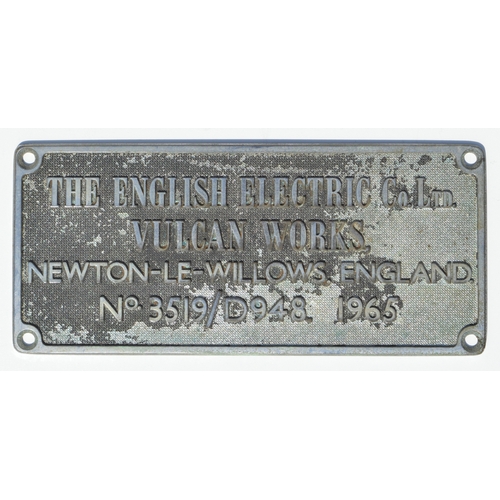 THE ENGLISH ELECTRIC Co. LTD.
VULCAN WORKS.
NEWTON-LE-WILLOWS, ENGLAND.
No. 3519/D948. 1965